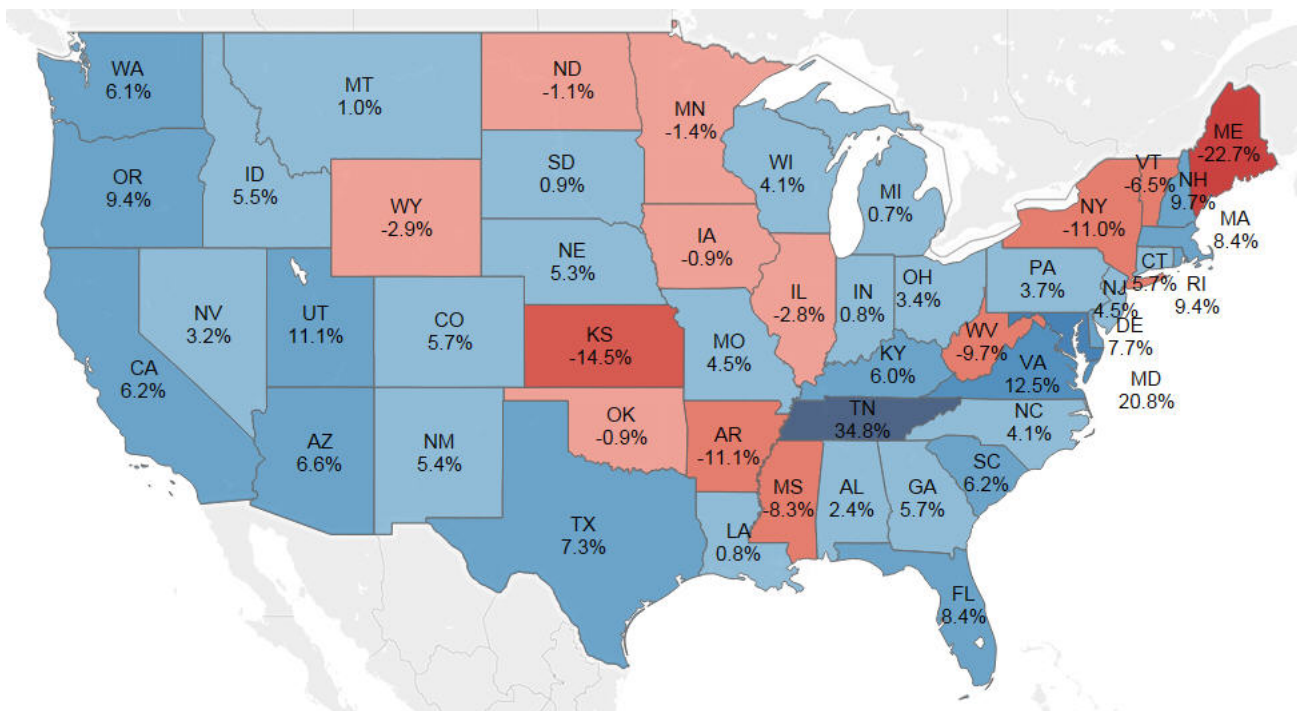 WA
6.1%
MT
1.0%
ND
-1.1%
MN
-1.4%
ME
-22.7%
OR
9.4%
ID
5.5%
SD
0.9%
WI
4.1%
MI
0.7%
VT
-6.5%
NH
9.7%
WY
-2.9%
NY
-11.0%
MA
8.4%
NE
5.3%
IA
-0.9%
NV
3.2%
UT
11.1%
CO
5.7%
IL
-2.8%
IN
0.8%
OH
3.4%
PA
3.7%
CT
5.7%
RI
9.4%
NJ
4.5%
DE
7.7%
CA
6.2%
KS
-14.5%
MO
4.5%
KY
6.0%
WV
-9.7%
VA
12.5%
MD
20.8%
AZ
6.6%
NM
5.4%
OK
-0.9%
AR
-11.1%
TN
34.8%
NC
4.1%
SC
6.2%
TX
7.3%
LA
0.8%
MS
-8.3%
AL
2.4%
GA
5.7%
FL
8.4%